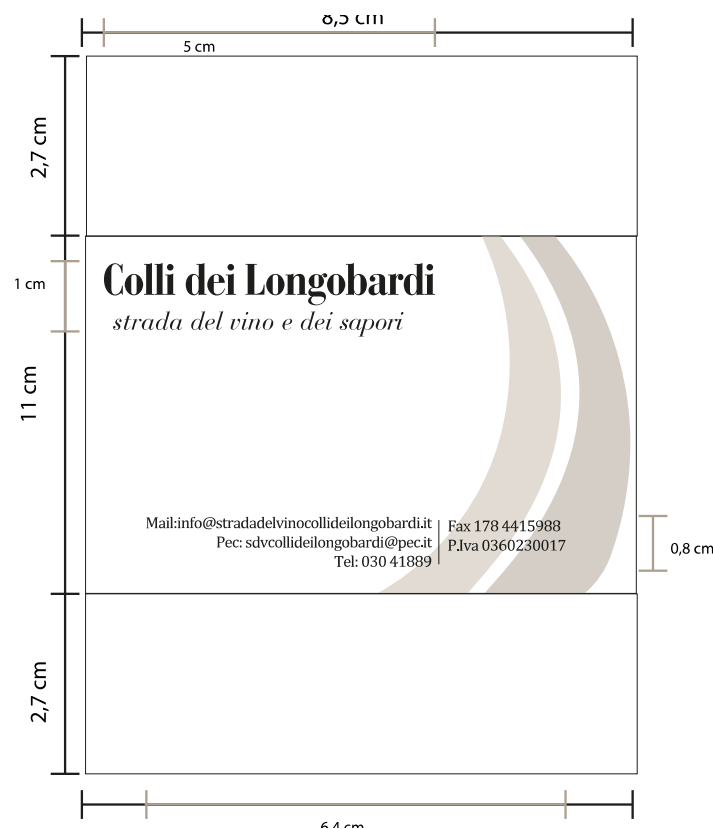 8,5 cm
5 cm
2,7 cm
Colli dei Longobardi
1 cm
strada del vino e dei sapori
11 cm
Mail:info@stradadelvinocollideilongobardi.it
Pec: sdvcollideilongobardi@pec.it
Tel: 030 41889
Fax 178 4415988
P.Iva 0360230017
0,8 cm
2,7 cm
6,4 cm